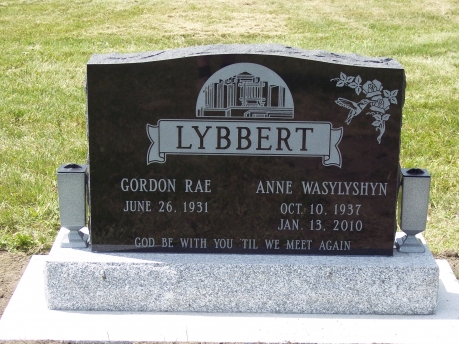 LYBBERT
GORDON RAE ANNE WASYLYSHYN
JUNE 26, 1931 OCT. 10, 1937
JAN. 13, 2010
GOD BE WITH YOU 'TIL WE MEET AGAIN